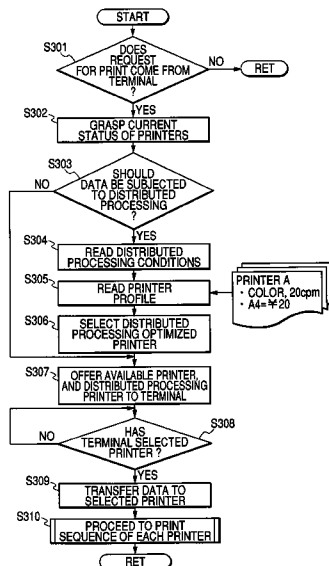 START
S301
DOES
REQUEST
FOR PRINT COME FROM
TERMINAL
?
NO
RET
YES
S302
GRASP CURRENT
STATUS OF PRINTERS
S303
SHOULD
DATA BE SUBJECTED
TO DISTRIBUTED
PROCESSING
?
NO
YES
S304
READ DISTRIBUTED
PROCESSING CONDITIONS
S305
READ PRINTER
PROFILE
PRINTER A
・COLOR, 20cpm
・A4=¥20
S306
SELECT DISTRIBUTED
PROCESSING OPTIMIZED
PRINTER
S307
OFFER AVAILABLE PRINTER,
AND DISTRIBUTED PROCESSING
PRINTER TO TERMINAL
S308
HAS
TERMINAL SELECTED
PRINTER ?
NO
YES
S309
TRANSFER DATA TO
SELECTED PRINTER
S310
PROCEED TO PRINT
SEQUENCE OF EACH PRINTER
RET